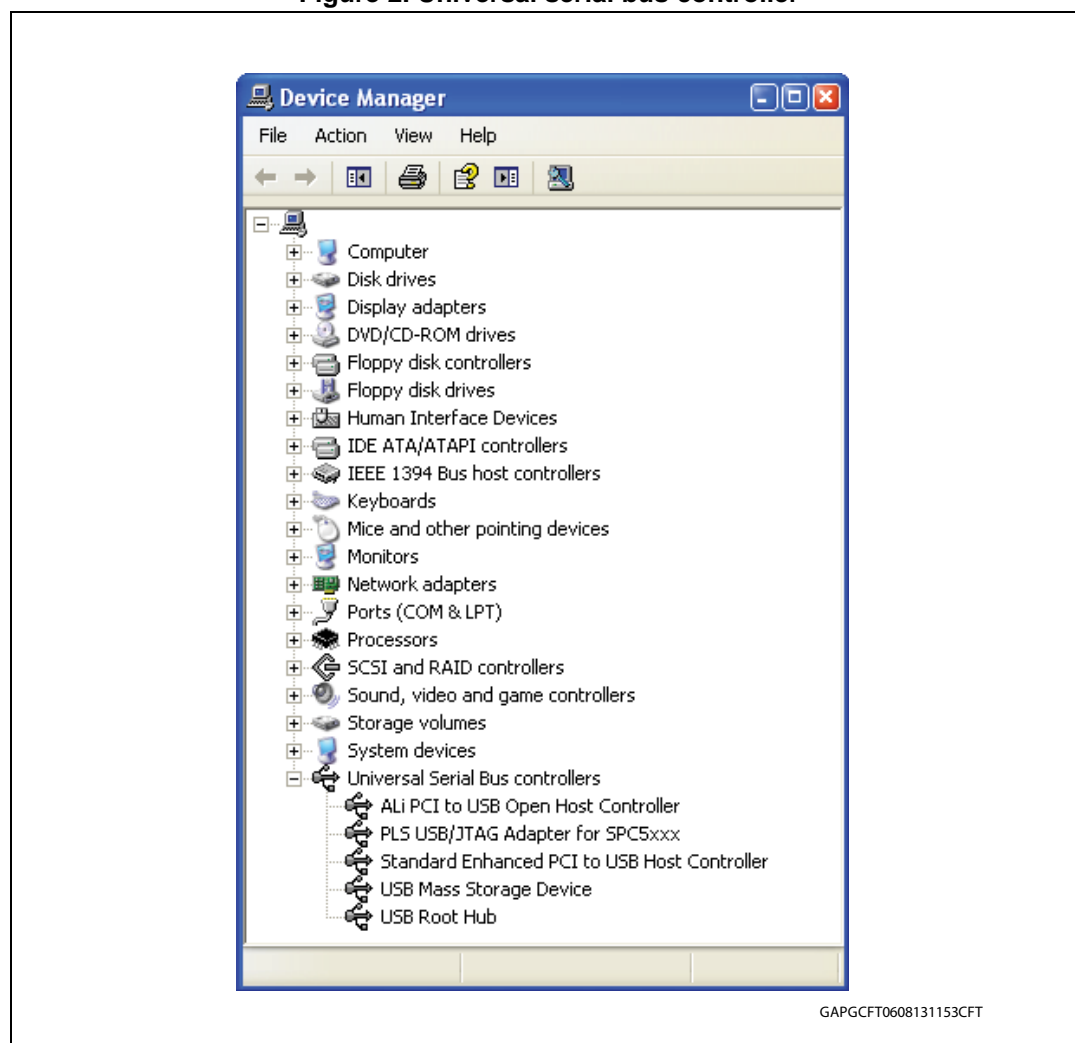 Figure 2. Universal serial bus controller
Device Manager
File Action View Help
Computer
Disk drives
Display adapters
DVD/CD-ROM drives
Floppy disk controllers
Floppy disk drives
Human Interface Devices
IDE ATA/ATAPI controllers
IEEE 1394 Bus host controllers
Keyboards
Mice and other pointing devices
Monitors
Network adapters
Ports (COM & LPT)
Processors
SCSI and RAID controllers
Sound, video and game controllers
Storage volumes
System devices
Universal Serial Bus controllers
ALi PCI to USB Open Host Controller
PLS USB/JTAG Adapter for SPC5xxx
Standard Enhanced PCI to USB Host Controller
USB Mass Storage Device
USB Root Hub
GAPGCFT0608131153CFT